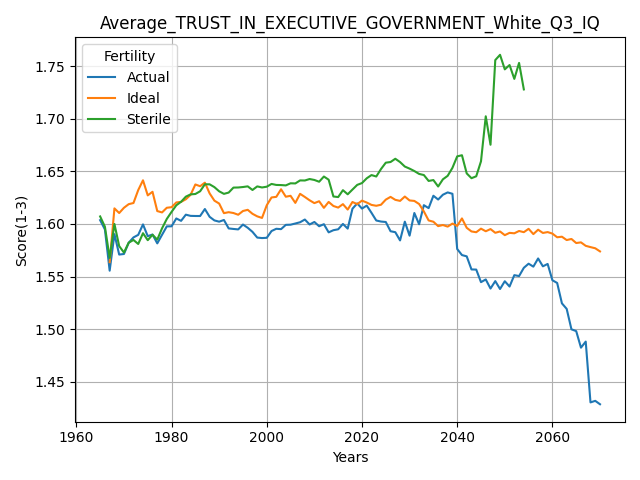 Average_TRUST_IN_EXECUTIVE_GOVERNMENT_White_Q3_IQ
Fertility
Actual
Ideal
Sterile
Score(1-3)
1.75
1.70
1.65
1.60
1.55
1.50
1.45
1960 1980 2000 2020 2040 2060
Years